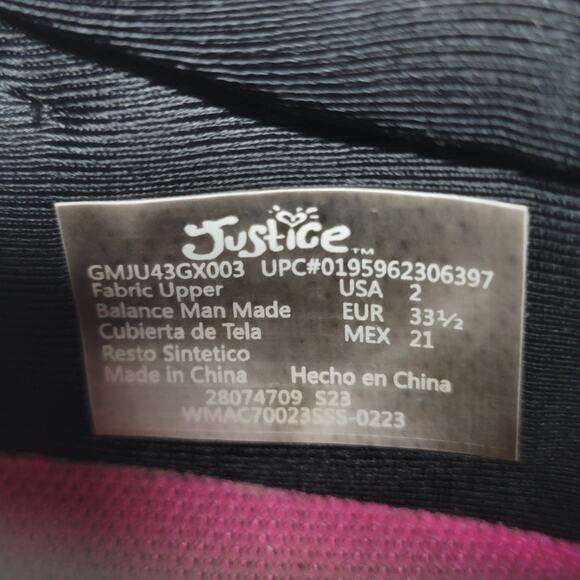 Justice™
GMJU43GX003 UPC#0195962306397
Fabric Upper USA 2
Balance Man Made EUR 33½
Cubierta de Tela MEX 21
Resto Sintetico
Made in China Hecho en China
28074709 S23
WMAC70023SSS-0223